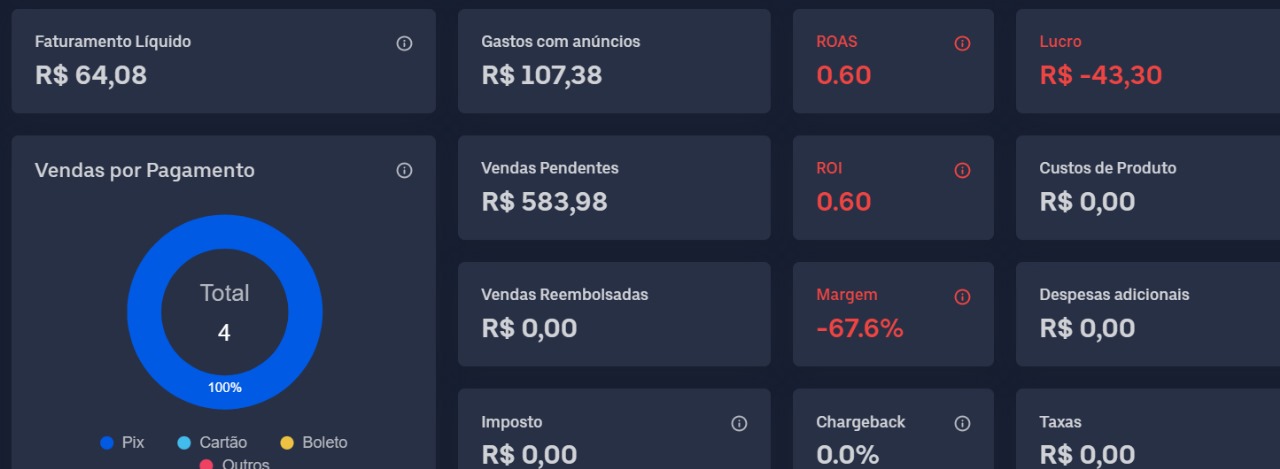 Faturamento Líquido
R$ 64,08
Gastos com anúncios
R$ 107,38
ROAS
0.60
Lucro
R$ -43,30
Vendas por Pagamento
Total
4
100%
Pix
Cartão
Boleto
Outros
Vendas Pendentes
R$ 583,98
ROI
0.60
Custos de Produto
R$ 0,00
Vendas Reembolsadas
R$ 0,00
Margem
-67.6%
Despesas adicionais
R$ 0,00
Imposto
R$ 0,00
Chargeback
0.0%
Taxas
R$ 0,00